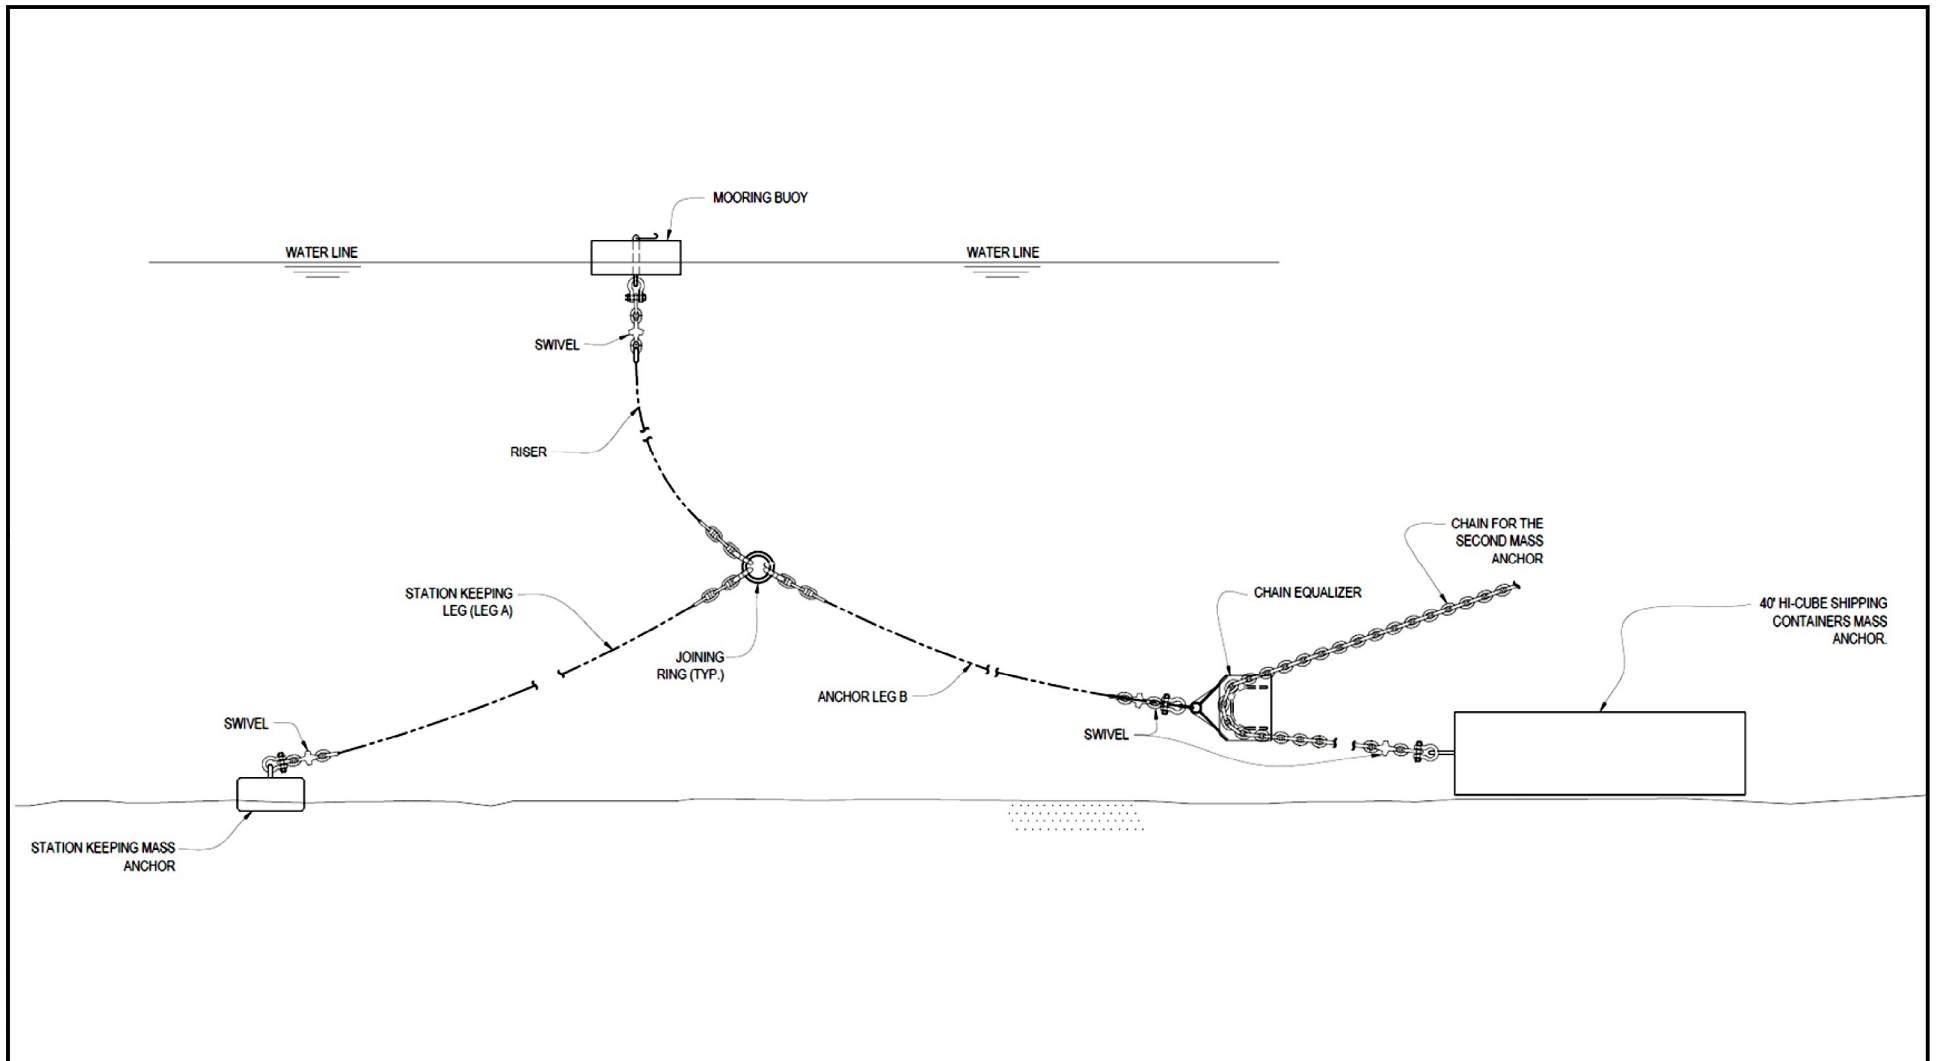 MOORING BUOY
WATER LINE
WATER LINE
SWIVEL
RISER
CHAIN FOR THE
SECOND MASS
ANCHOR
STATION KEEPING
LEG (LEG A)
CHAIN EQUALIZER
40' HI-CUBE SHIPPING
CONTAINERS MASS
ANCHOR.
JOINING
RING (TYP.)
ANCHOR LEG B
SWIVEL
SWIVEL
STATION KEEPING MASS
ANCHOR